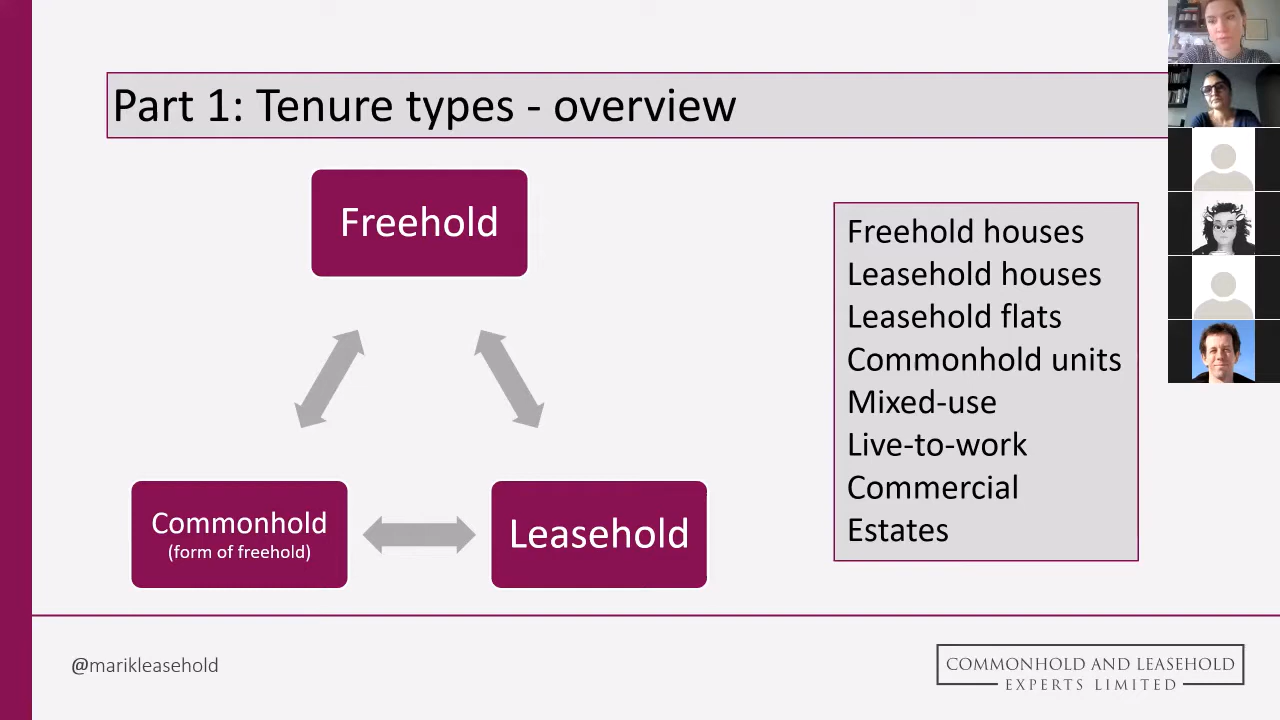 Part 1: Tenure types - overview
Freehold
Commonhold
(form of freehold)
Leasehold
Freehold houses
Leasehold houses
Leasehold flats
Commonhold units
Mixed-use
Live-to-work
Commercial
Estates
@marikleasehold
COMMONHOLD AND LEASEHOLD
EXPERTS LIMITED